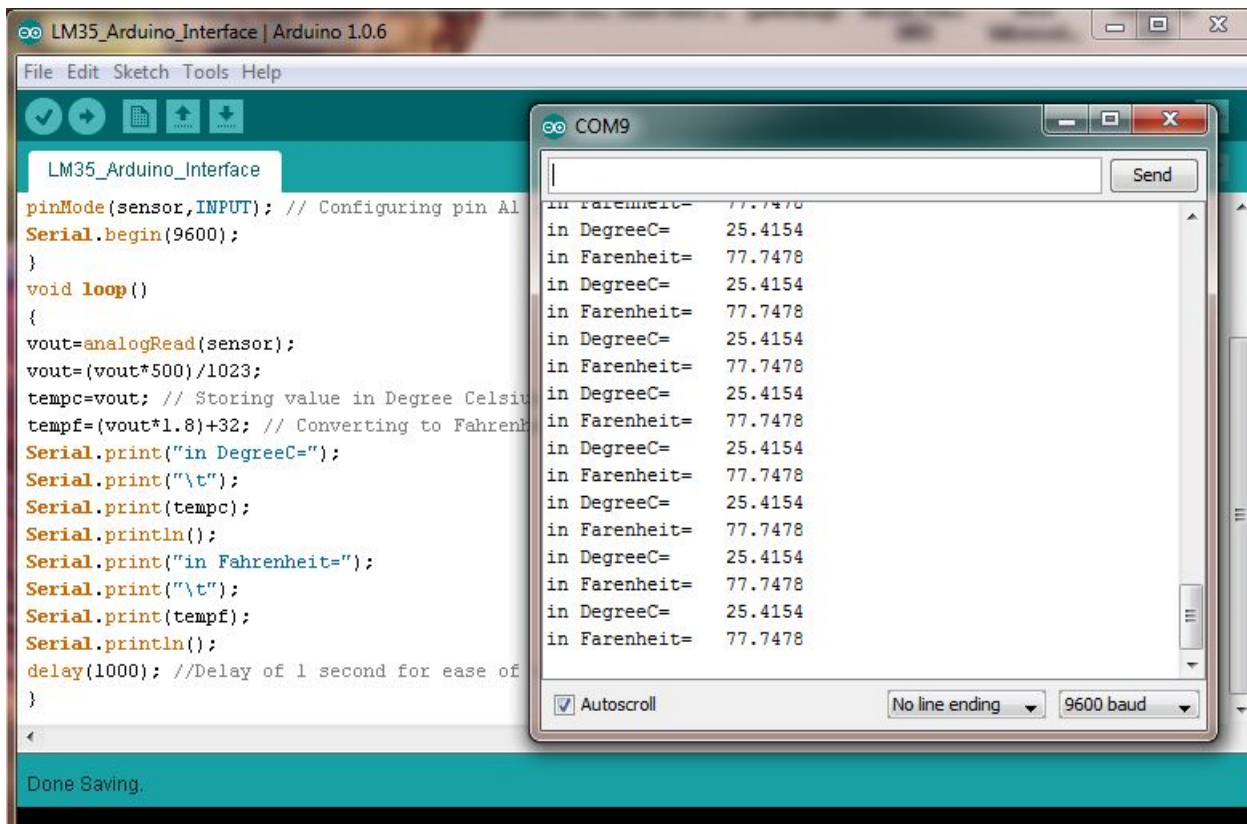 LM35_Arduino_Interface | Arduino 1.0.6
File Edit Sketch Tools Help
LM35_Arduino_Interface
pinMode(sensor,INPUT); // Configuring pin A1
Serial.begin(9600);
}
void loop()
{
vout=analogRead(sensor);
vout=(vout*500)/1023;
tempc=vout; // Storing value in Degree Celsiu
tempf=(vout*1.8)+32; // Converting to Fahrenh
Serial.print("in DegreeC=");
Serial.print("\t");
Serial.print(tempc);
Serial.println();
Serial.print("in Fahrenheit=");
Serial.print("\t");
Serial.print(tempf);
Serial.println();
delay(1000); //Delay of 1 second for ease of
}
Done Saving.
COM9
Send
in Farenheit= 77.7478
in DegreeC= 25.4154
in Farenheit= 77.7478
in DegreeC= 25.4154
in Farenheit= 77.7478
in DegreeC= 25.4154
in Farenheit= 77.7478
in DegreeC= 25.4154
in Farenheit= 77.7478
in DegreeC= 25.4154
in Farenheit= 77.7478
in DegreeC= 25.4154
in Farenheit= 77.7478
in DegreeC= 25.4154
in Farenheit= 77.7478
in DegreeC= 25.4154
in Farenheit= 77.7478
Autoscroll
No line ending
9600 baud